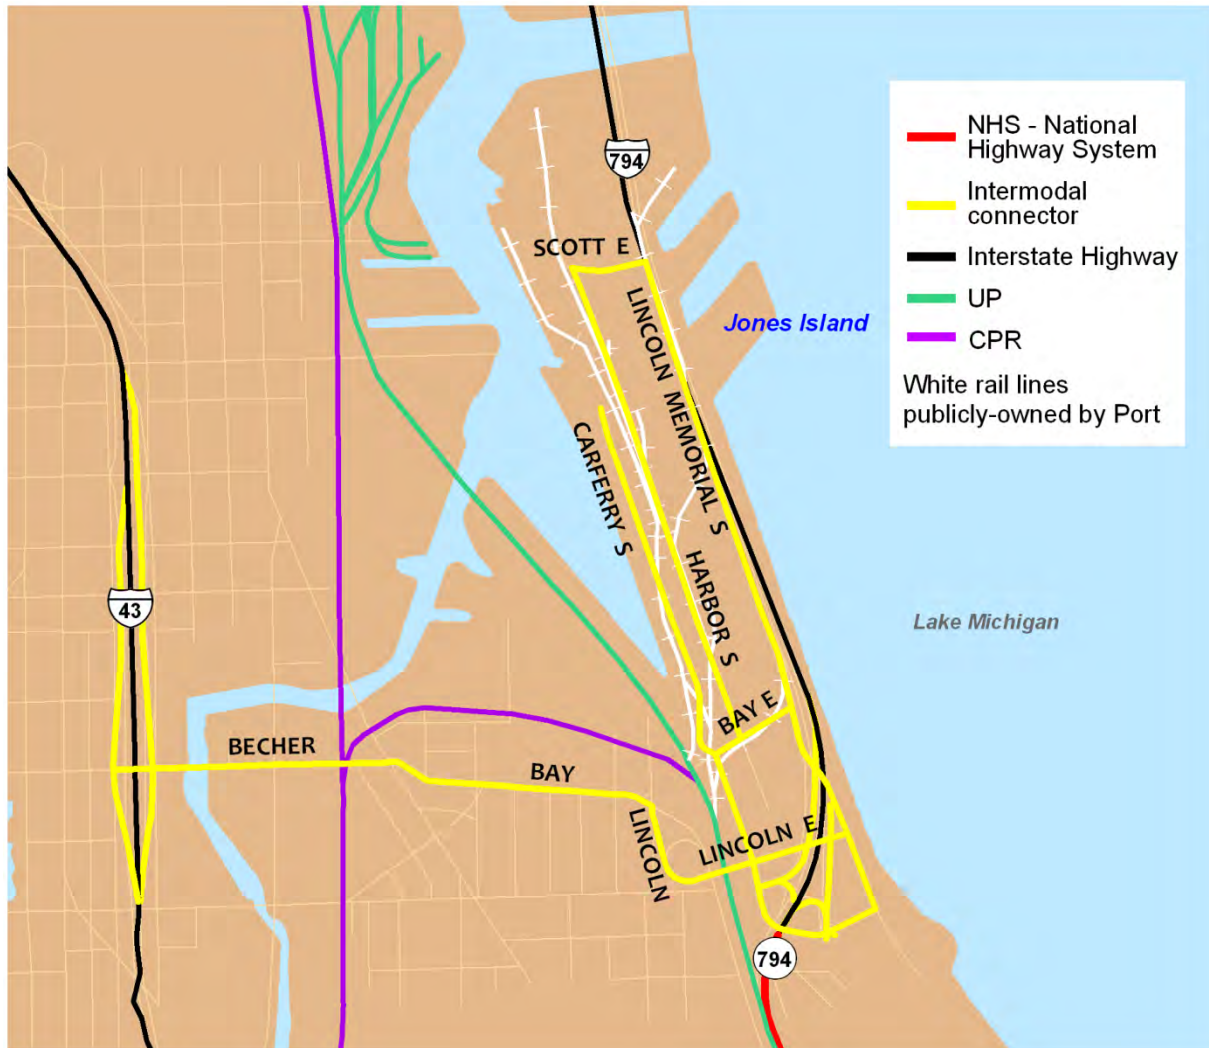 794
NHS - National
Highway System
Intermodal
connector
Interstate Highway
UP
CPR
White rail lines
publicly-owned by Port
SCOTT E
LINCOLN MEMORIAL S
Jones Island
CARFERRY S
HARBOR S
43
Lake Michigan
BAY E
BECHER
BAY
LINCOLN
LINCOLN E
794